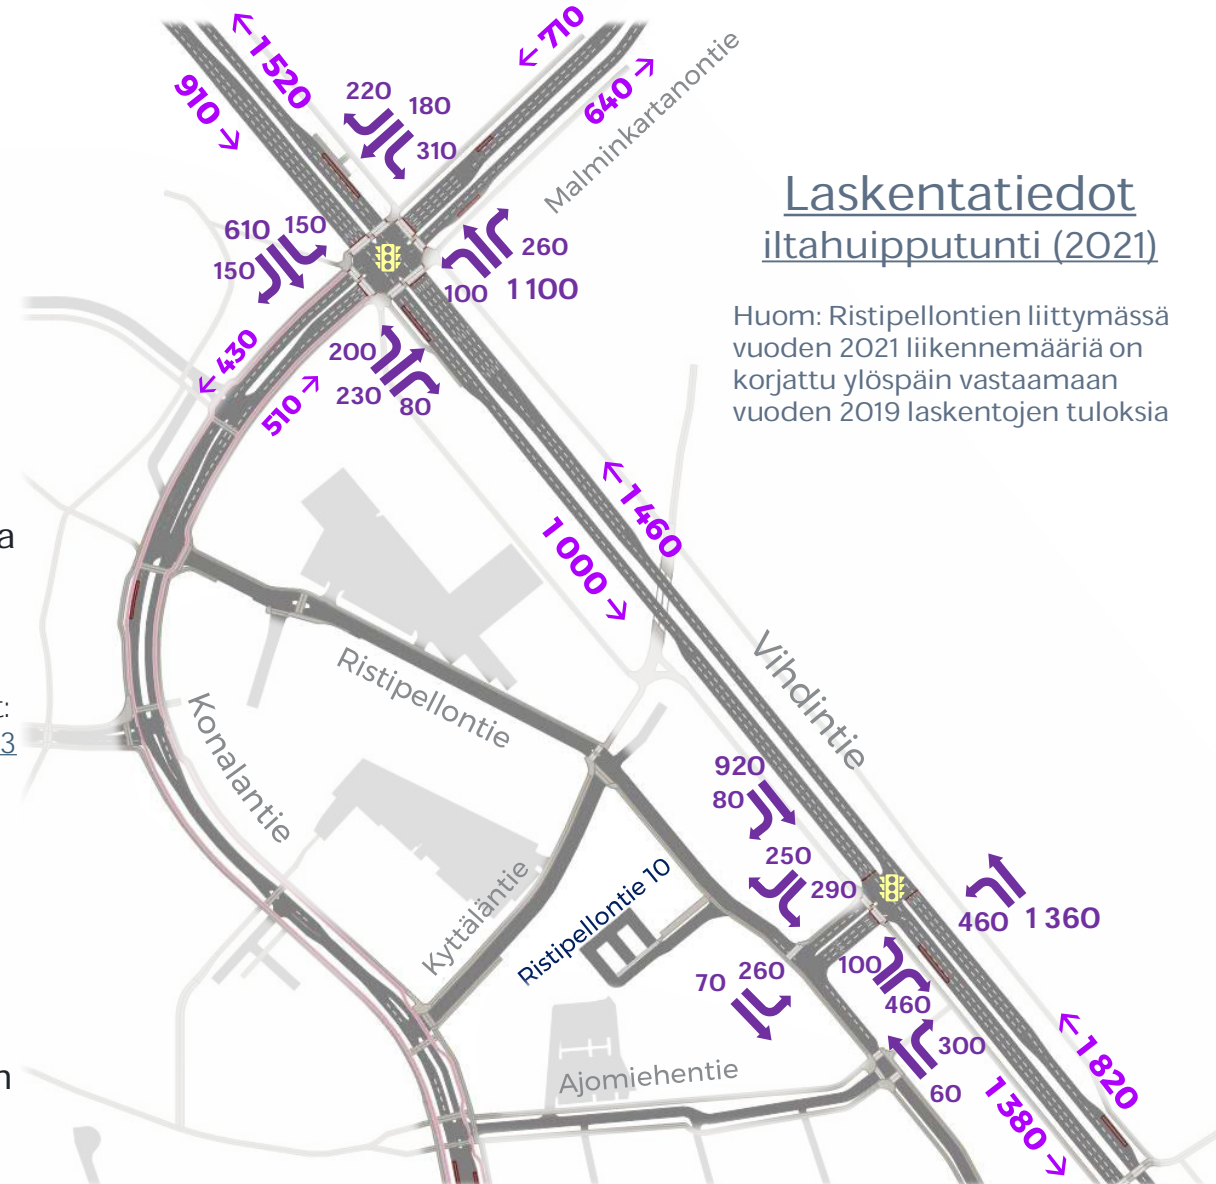 ← 1 520
910 →
← 710
640 →
Malminkartanontie
220
180
310
Laskentatiedot
iltahuipputunti (2021)
610
150
150
260
100
1 100
Huom: Ristipellontien liittymässä
vuoden 2021 liikennemääriä on
korjattu ylöspäin vastaamaan
vuoden 2019 laskentojen tuloksia
← 430
510 →
200
230
80
← 1 460
1 000 →
a
Vihdintie
Ristipellontie
Konalantie
t:
3
920
80
250
290
460
1 360
Kyttäläntie
Ristipellontie 10
70
260
100
460
300
60
← 1 820
1 380 →
Ajomiehentie
n